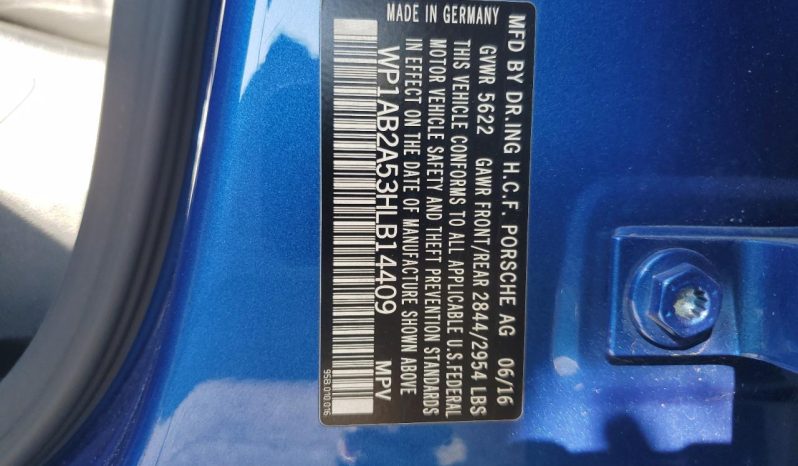 MFD BY DR.ING H.C.F. PORSCHE AG 06/16
GVWR 5622 GAWR FRONT/REAR 2844/2954 LBS
THIS VEHICLE CONFORMS TO ALL APPLICABLE U.S.FEDERAL
MOTOR VEHICLE SAFETY AND THEFT PREVENTION STANDARDS
IN EFFECT ON THE DATE OF MANUFACTURE SHOWN ABOVE
WP1AB2A53HLB14409 MPV
MADE IN GERMANY
95B.010.016